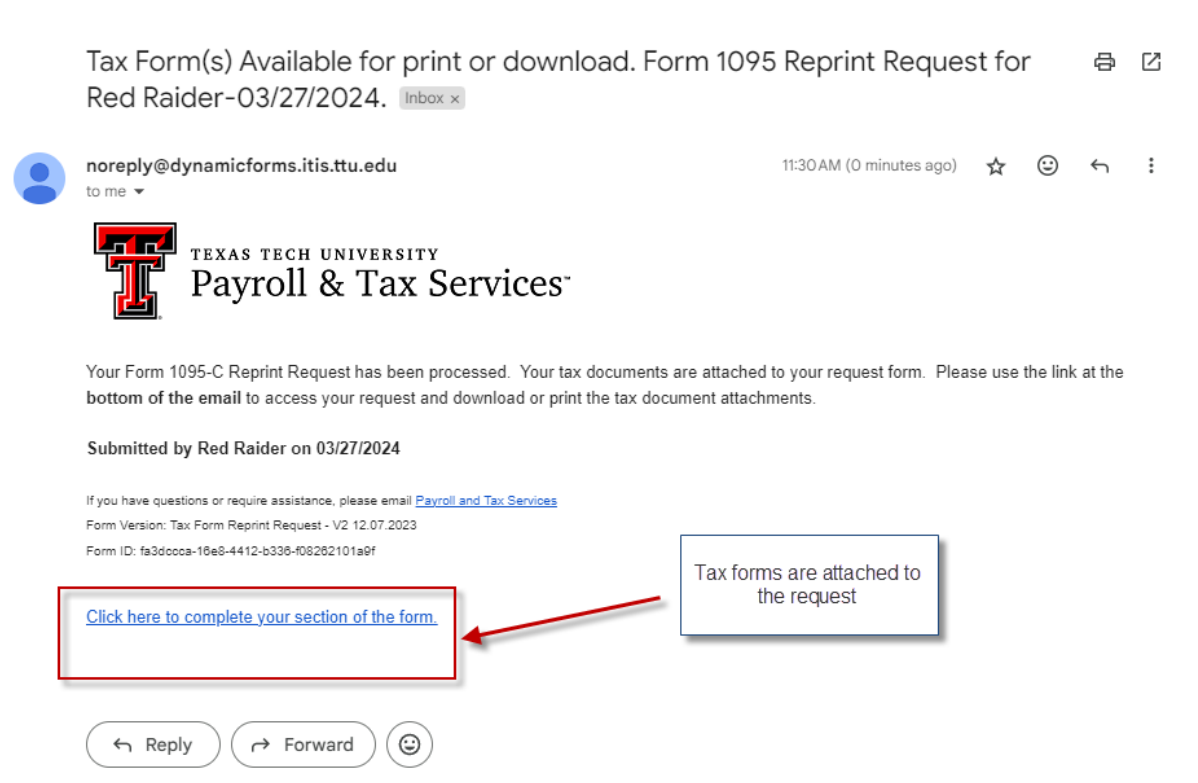 Tax Form(s) Available for print or download. Form 1095 Reprint Request for
Red Raider-03/27/2024. Inbox ×
noreply@dynamicforms.itis.ttu.edu
11:30 AM (0 minutes ago)
to me
TEXAS TECH UNIVERSITY
Payroll & Tax Services™
Your Form 1095-C Reprint Request has been processed. Your tax documents are attached to your request form. Please use the link at the
bottom of the email to access your request and download or print the tax document attachments.
Submitted by Red Raider on 03/27/2024
If you have questions or require assistance, please email Payroll and Tax Services
Form Version: Tax Form Reprint Request - V2 12.07.2023
Form ID: fa3dccca-16e8-4412-b336-f08262101a9f
Click here to complete your section of the form.
Tax forms are attached to
the request
Reply
Forward